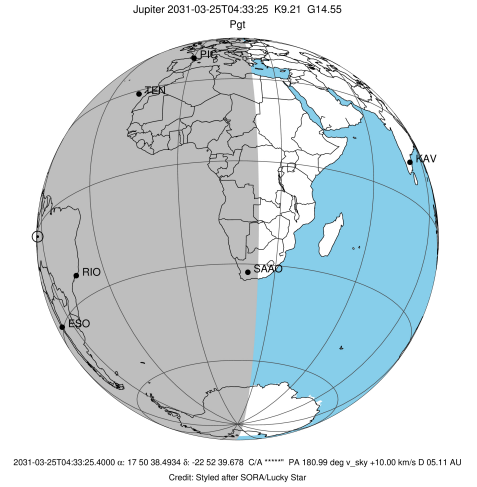 Jupiter 2031-03-25T04:33:25 K9.21 G14.55
Pgt
PIC
TEN
KAV
SAAO
RIO
ESO
2031-03-25T04:33:25.4000 α: 17 50 38.4934 δ: -22 52 39.678 C/A *****" PA 180.99 deg v_sky +10.00 km/s D 05.11 AU
Credit: Styled after SORA/Lucky Star